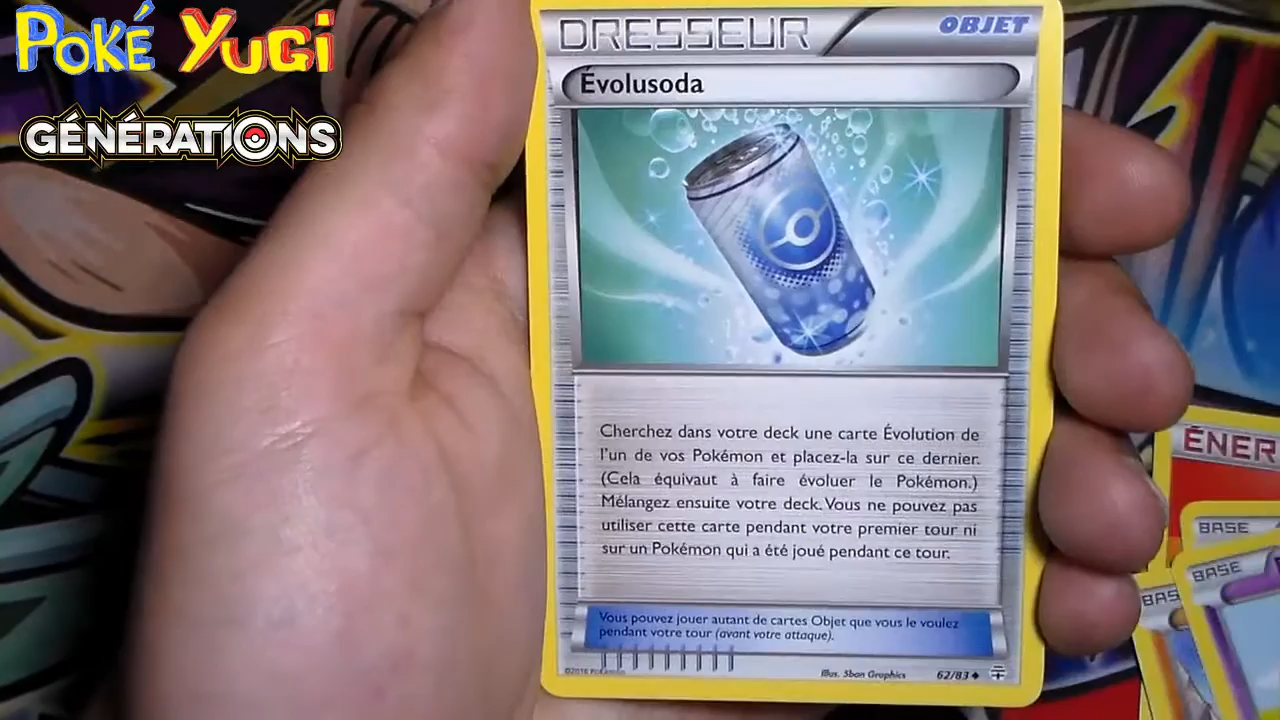 POKÉ YUGI
GÉNÉRATIONS
DRESSEUR
OBJET
Évolusoda
Cherchez dans votre deck une carte Évolution de
l'un de vos Pokémon et placez-la sur ce dernier.
(Cela équivaut à faire évoluer le Pokémon.)
Mélangez ensuite votre deck. Vous ne pouvez pas
utiliser cette carte pendant votre premier tour ni
sur un Pokémon qui a été joué pendant ce tour.
Vous pouvez jouer autant de cartes Objet que vous le voulez
pendant votre tour (avant votre attaque).
©2016 Pokémon
Illus. 5ban Graphics
62/83
ÉNER
BASE
BASE
BAS